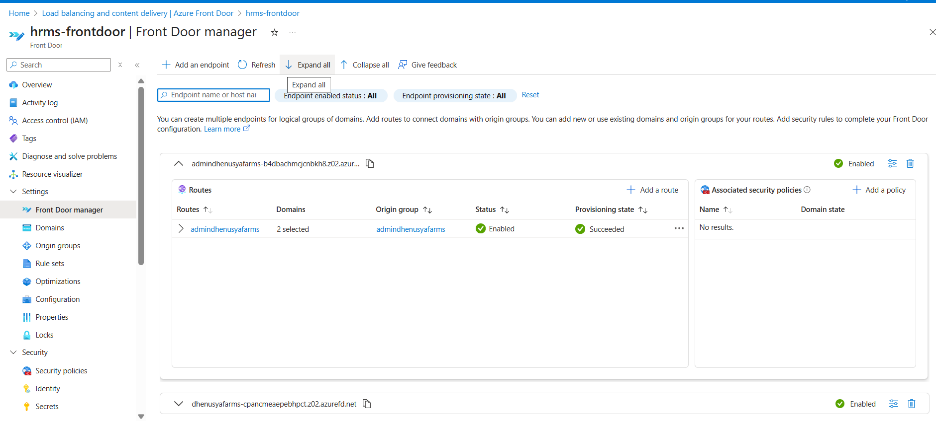 Home > Load balancing and content delivery | Azure Front Door > hrms-frontdoor
hrms-frontdoor | Front Door manager
Front Door
Search
Add an endpoint Refresh Expand all Collapse all Give feedback
Expand all
Endpoint name or host nai Endpoint enabled status : All Endpoint provisioning state : All Reset
You can create multiple endpoints for logical groups of domains. Add routes to connect domains with origin groups. You can add new or use existing domains and origin groups for your routes. Add security rules to complete your Front Door
configuration. Learn more
Overview
Activity log
Access control (IAM)
Tags
Diagnose and solve problems
Resource visualizer
Settings
Front Door manager
Domains
Origin groups
Rule sets
Optimizations
Configuration
Properties
Locks
Security
Security policies
Identity
Secrets
admindhenusyafarms-b4dbachmcjcnbkh8.z02.azur... Enabled
Routes Add a route
Routes Domains Origin group Status Provisioning state
admindhenusyafarms 2 selected admindhenusyafarms Enabled Succeeded
Associated security policies Add a policy
Name Domain state
No results.
dhenusyafarms-cpancmeaepebhpct.z02.azurefd.net Enabled